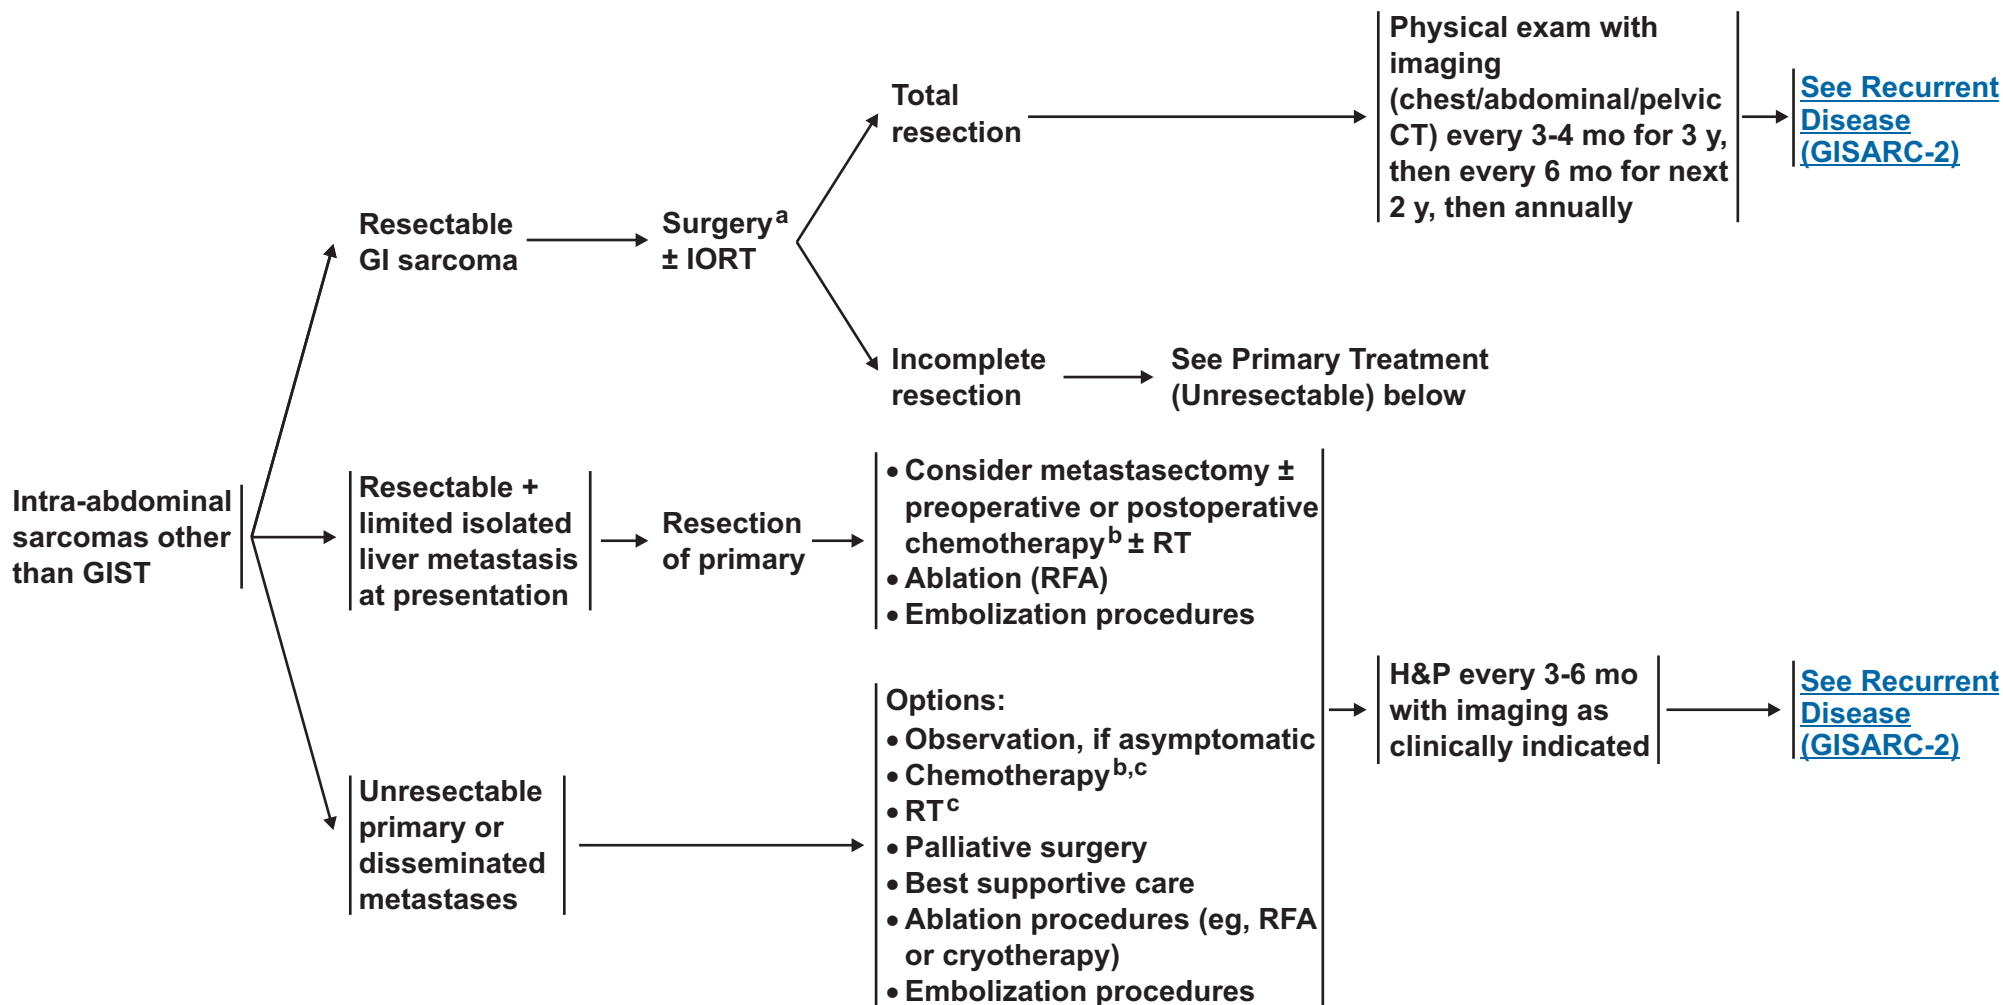 Intra-abdominal
sarcomas other
than GIST
Resectable
GI sarcoma
Surgery a
± IORT
Total
resection
Physical exam with
imaging
(chest/abdominal/pelvic
CT) every 3-4 mo for 3 y,
then every 6 mo for next
2 y, then annually
See Recurrent
Disease
(GISARC-2)
Incomplete
resection
See Primary Treatment
(Unresectable) below
Resectable +
limited isolated
liver metastasis
at presentation
Resection
of primary
• Consider metastasectomy ±
preoperative or postoperative
chemotherapy b ± RT
• Ablation (RFA)
• Embolization procedures
Unresectable
primary or
disseminated
metastases
Options:
• Observation, if asymptomatic
• Chemotherapy b,c
• RT c
• Palliative surgery
• Best supportive care
• Ablation procedures (eg, RFA
or cryotherapy)
• Embolization procedures
H&P every 3-6 mo
with imaging as
clinically indicated
See Recurrent
Disease
(GISARC-2)